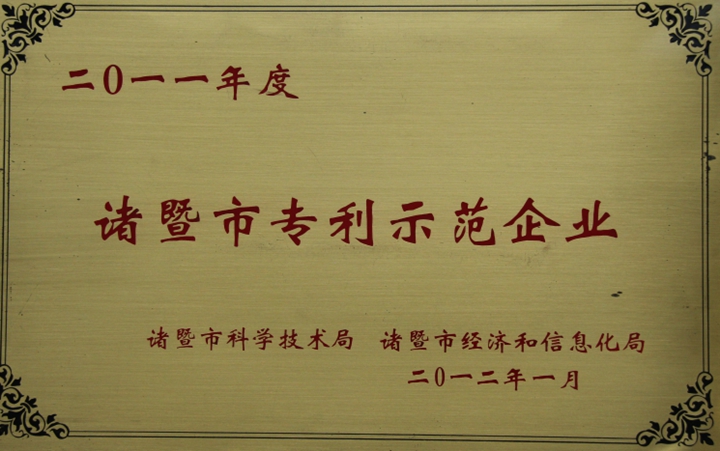 二0一一年度
诸暨市专利示范企业
诸暨市科学技术局 诸暨市经济和信息化局
二0一二年一月